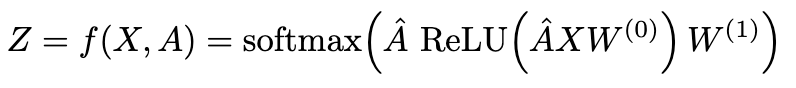 Z = f(X, A) = softmax(Â ReLU(ÂXW⁽⁰⁾) W⁽¹⁾)